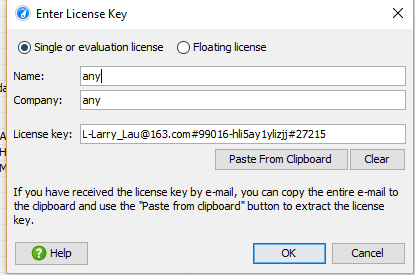 Enter License Key
Single or evaluation license Floating license
Name: any
Company: any
License key: L-Larry_Lau@163.com#99016-hli5ay1ylizjj#27215
Paste From Clipboard Clear
If you have received the license key by e-mail, you can copy the entire e-mail to
the clipboard and use the "Paste from clipboard" button to extract the license
key.
Help OK Cancel